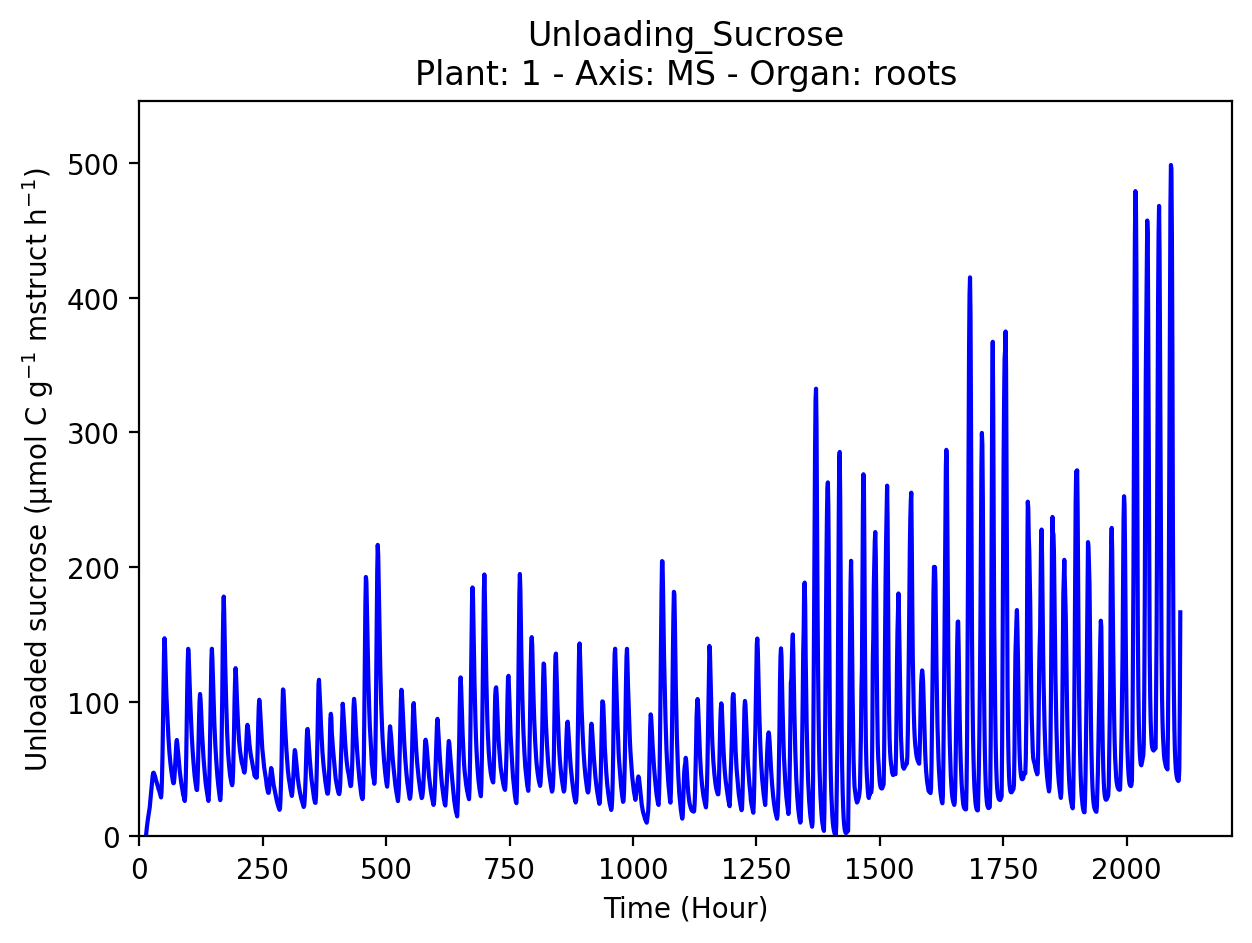 Unloading_Sucrose
Plant: 1 - Axis: MS - Organ: roots
Unloaded sucrose (µmol C g⁻¹ mstruct h⁻¹)
500
400
300
200
100
0
0 250 500 750 1000 1250 1500 1750 2000
Time (Hour)